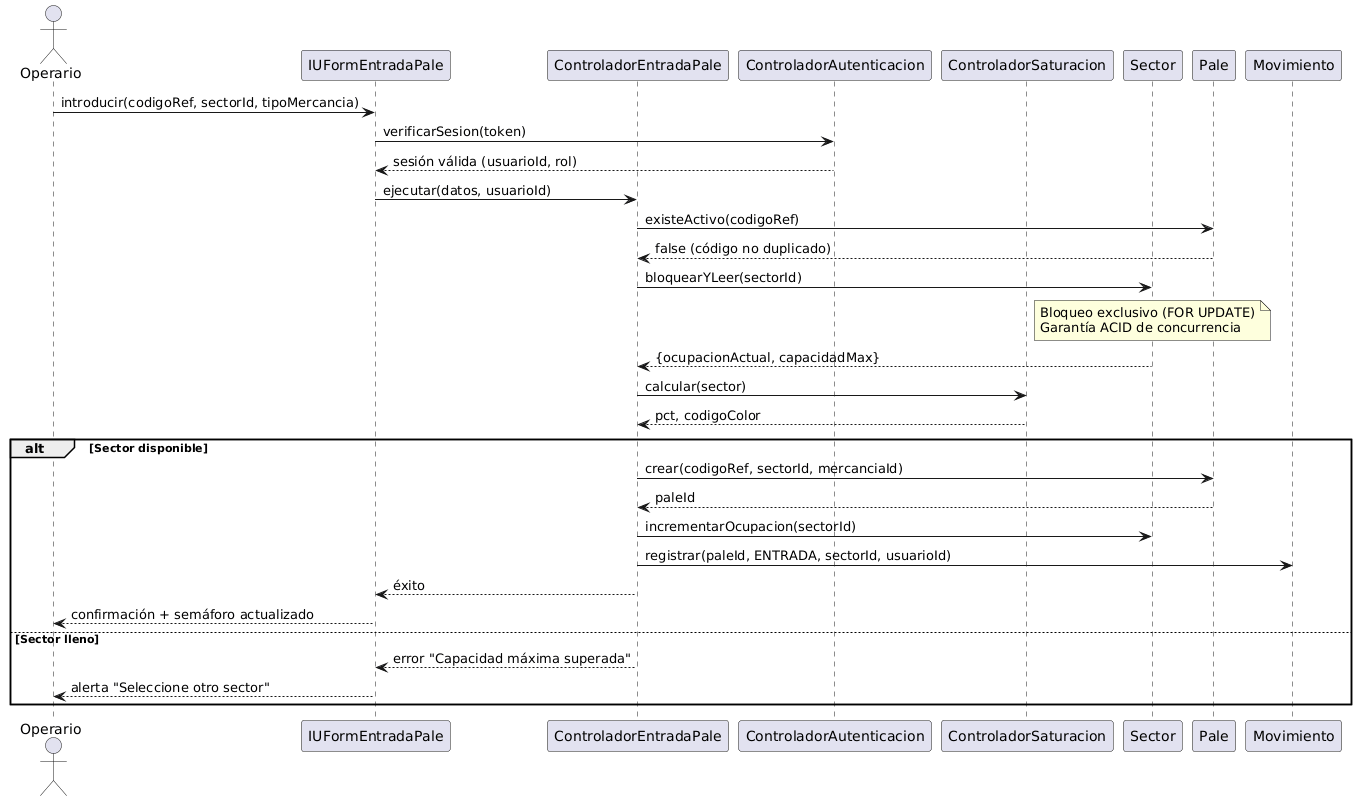 Operario
IUFormEntradaPale
ControladorEntradaPale
ControladorAutenticacion
ControladorSaturacion
Sector
Pale
Movimiento
introducir(codigoRef, sectorId, tipoMercancia)
verificarSesion(token)
sesión válida (usuarioId, rol)
ejecutar(datos, usuarioId)
existeActivo(codigoRef)
false (código no duplicado)
bloquearYLeer(sectorId)
Bloqueo exclusivo (FOR UPDATE)
Garantía ACID de concurrencia
{ocupacionActual, capacidadMax}
calcular(sector)
pct, codigoColor
alt
[Sector disponible]
crear(codigoRef, sectorId, mercanciaId)
paleId
incrementarOcupacion(sectorId)
registrar(paleId, ENTRADA, sectorId, usuarioId)
éxito
confirmación + semáforo actualizado
[Sector lleno]
error "Capacidad máxima superada"
alerta "Seleccione otro sector"
Operario
IUFormEntradaPale
ControladorEntradaPale
ControladorAutenticacion
ControladorSaturacion
Sector
Pale
Movimiento